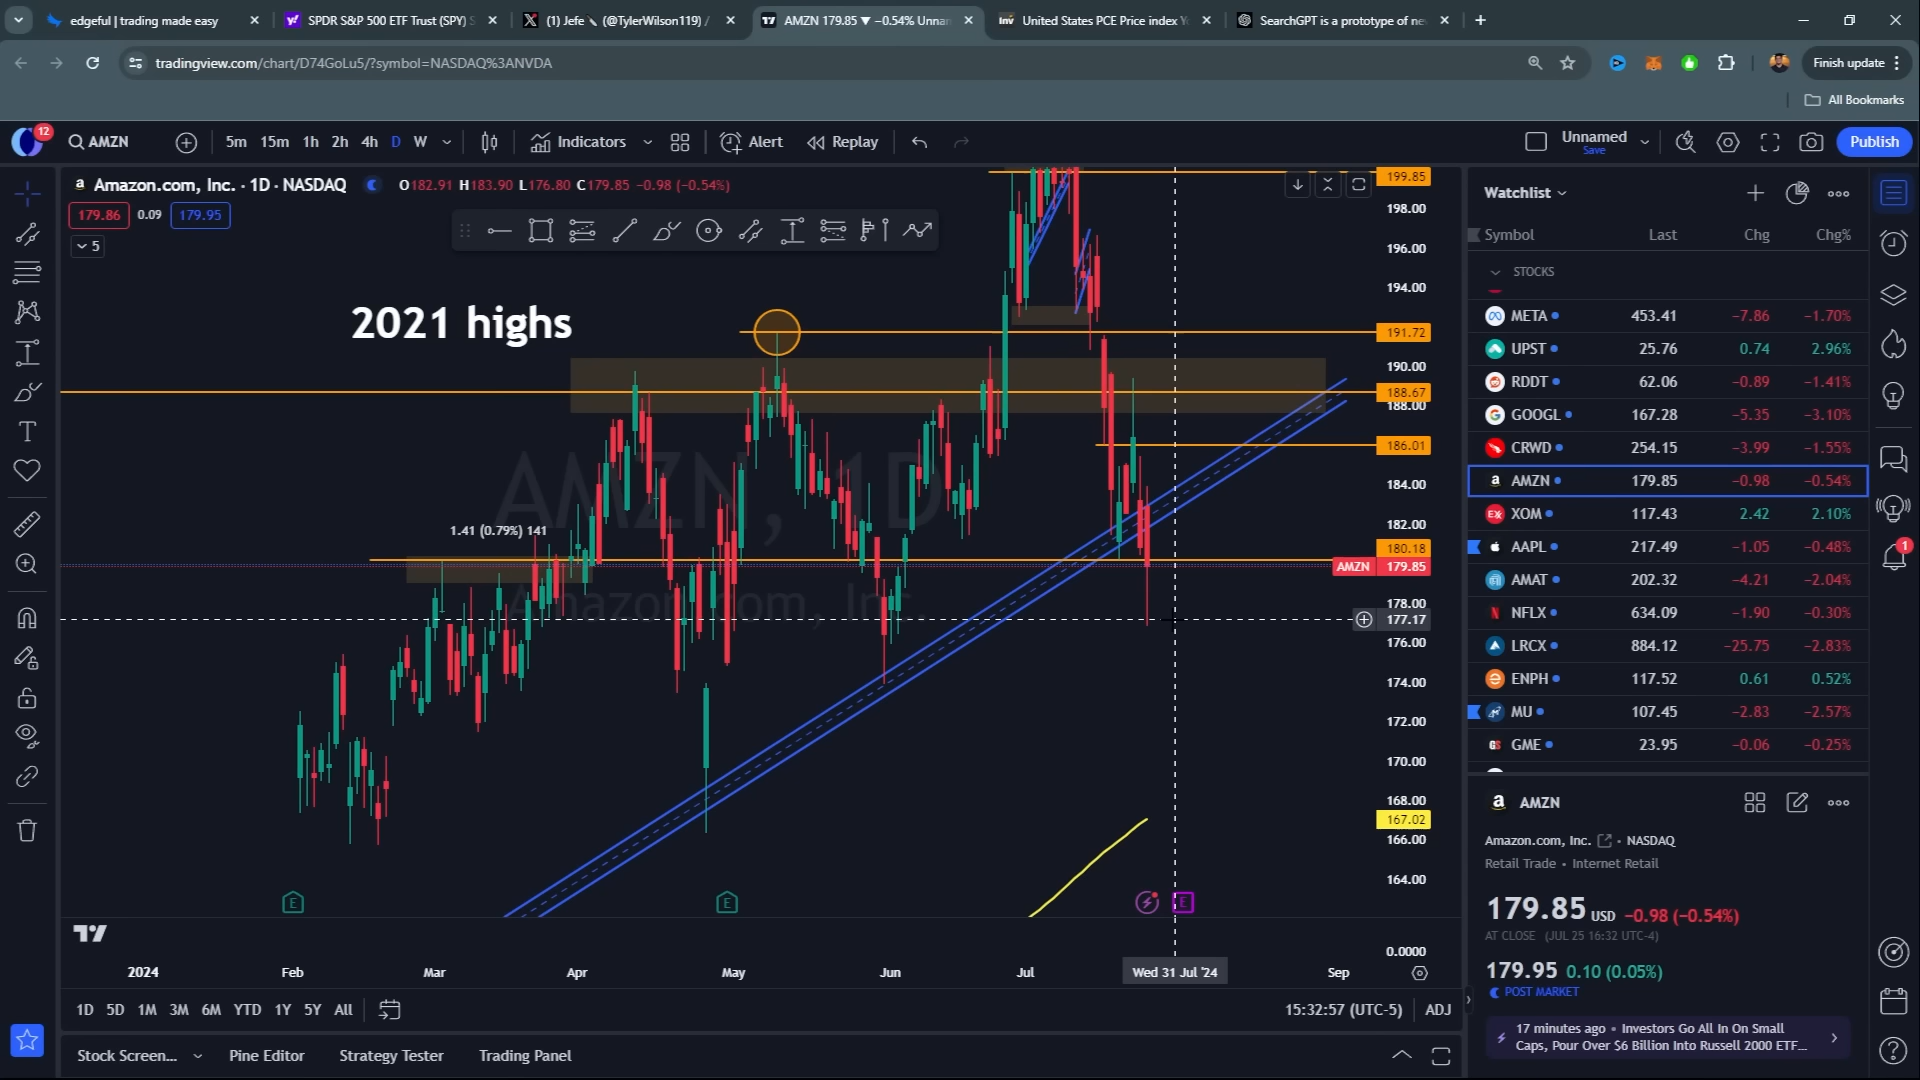 edgeful | trading made easy
SPDR S&P 500 ETF Trust (SPY) S
(1) Jefe (@TylerWilson119) /
AMZN 179.85 ▼ −0.54% Unnan
United States PCE Price index Y
SearchGPT is a prototype of ne
tradingview.com/chart/D74GoLu5/?symbol=NASDAQ%3ANVDA
Finish update
All Bookmarks
12
AMZN
5m 15m 1h 2h 4h D W
Indicators
Alert
Replay
Unnamed
Save
Publish
Amazon.com, Inc. · 1D · NASDAQ
O182.91 H183.90 L176.80 C179.85 −0.98 (−0.54%)
179.86 0.09 179.95
5
2021 highs
1.41 (0.79%) 141
AMZN, 1D
Amazon.com, Inc.
199.85
198.00
196.00
194.00
191.72
190.00
188.67
188.00
186.01
184.00
182.00
180.18
AMZN 179.85
178.00
177.17
176.00
174.00
172.00
170.00
168.00
167.02
166.00
164.00
0.0000
E
E
E
2024 Feb Mar Apr May Jun Jul Wed 31 Jul '24 Sep
1D 5D 1M 3M 6M YTD 1Y 5Y All
15:32:57 (UTC-5) ADJ
Stock Screen... Pine Editor Strategy Tester Trading Panel
Watchlist
Symbol Last Chg Chg%
STOCKS
META 453.41 −7.86 −1.70%
UPST 25.76 0.74 2.96%
RDDT 62.06 −0.89 −1.41%
GOOGL 167.28 −5.35 −3.10%
CRWD 254.15 −3.99 −1.55%
AMZN 179.85 −0.98 −0.54%
XOM 117.43 2.42 2.10%
AAPL 217.49 −1.05 −0.48%
AMAT 202.32 −4.21 −2.04%
NFLX 634.09 −1.90 −0.30%
LRCX 884.12 −25.75 −2.83%
ENPH 117.52 0.61 0.52%
MU 107.45 −2.83 −2.57%
GME 23.95 −0.06 −0.25%
AMZN
Amazon.com, Inc. • NASDAQ
Retail Trade • Internet Retail
179.85 USD −0.98 (−0.54%)
AT CLOSE (JUL 25 16:32 UTC-4)
179.95 0.10 (0.05%)
POST MARKET
17 minutes ago • Investors Go All In On Small
Caps, Pour Over $6 Billion Into Russell 2000 ETF...
1